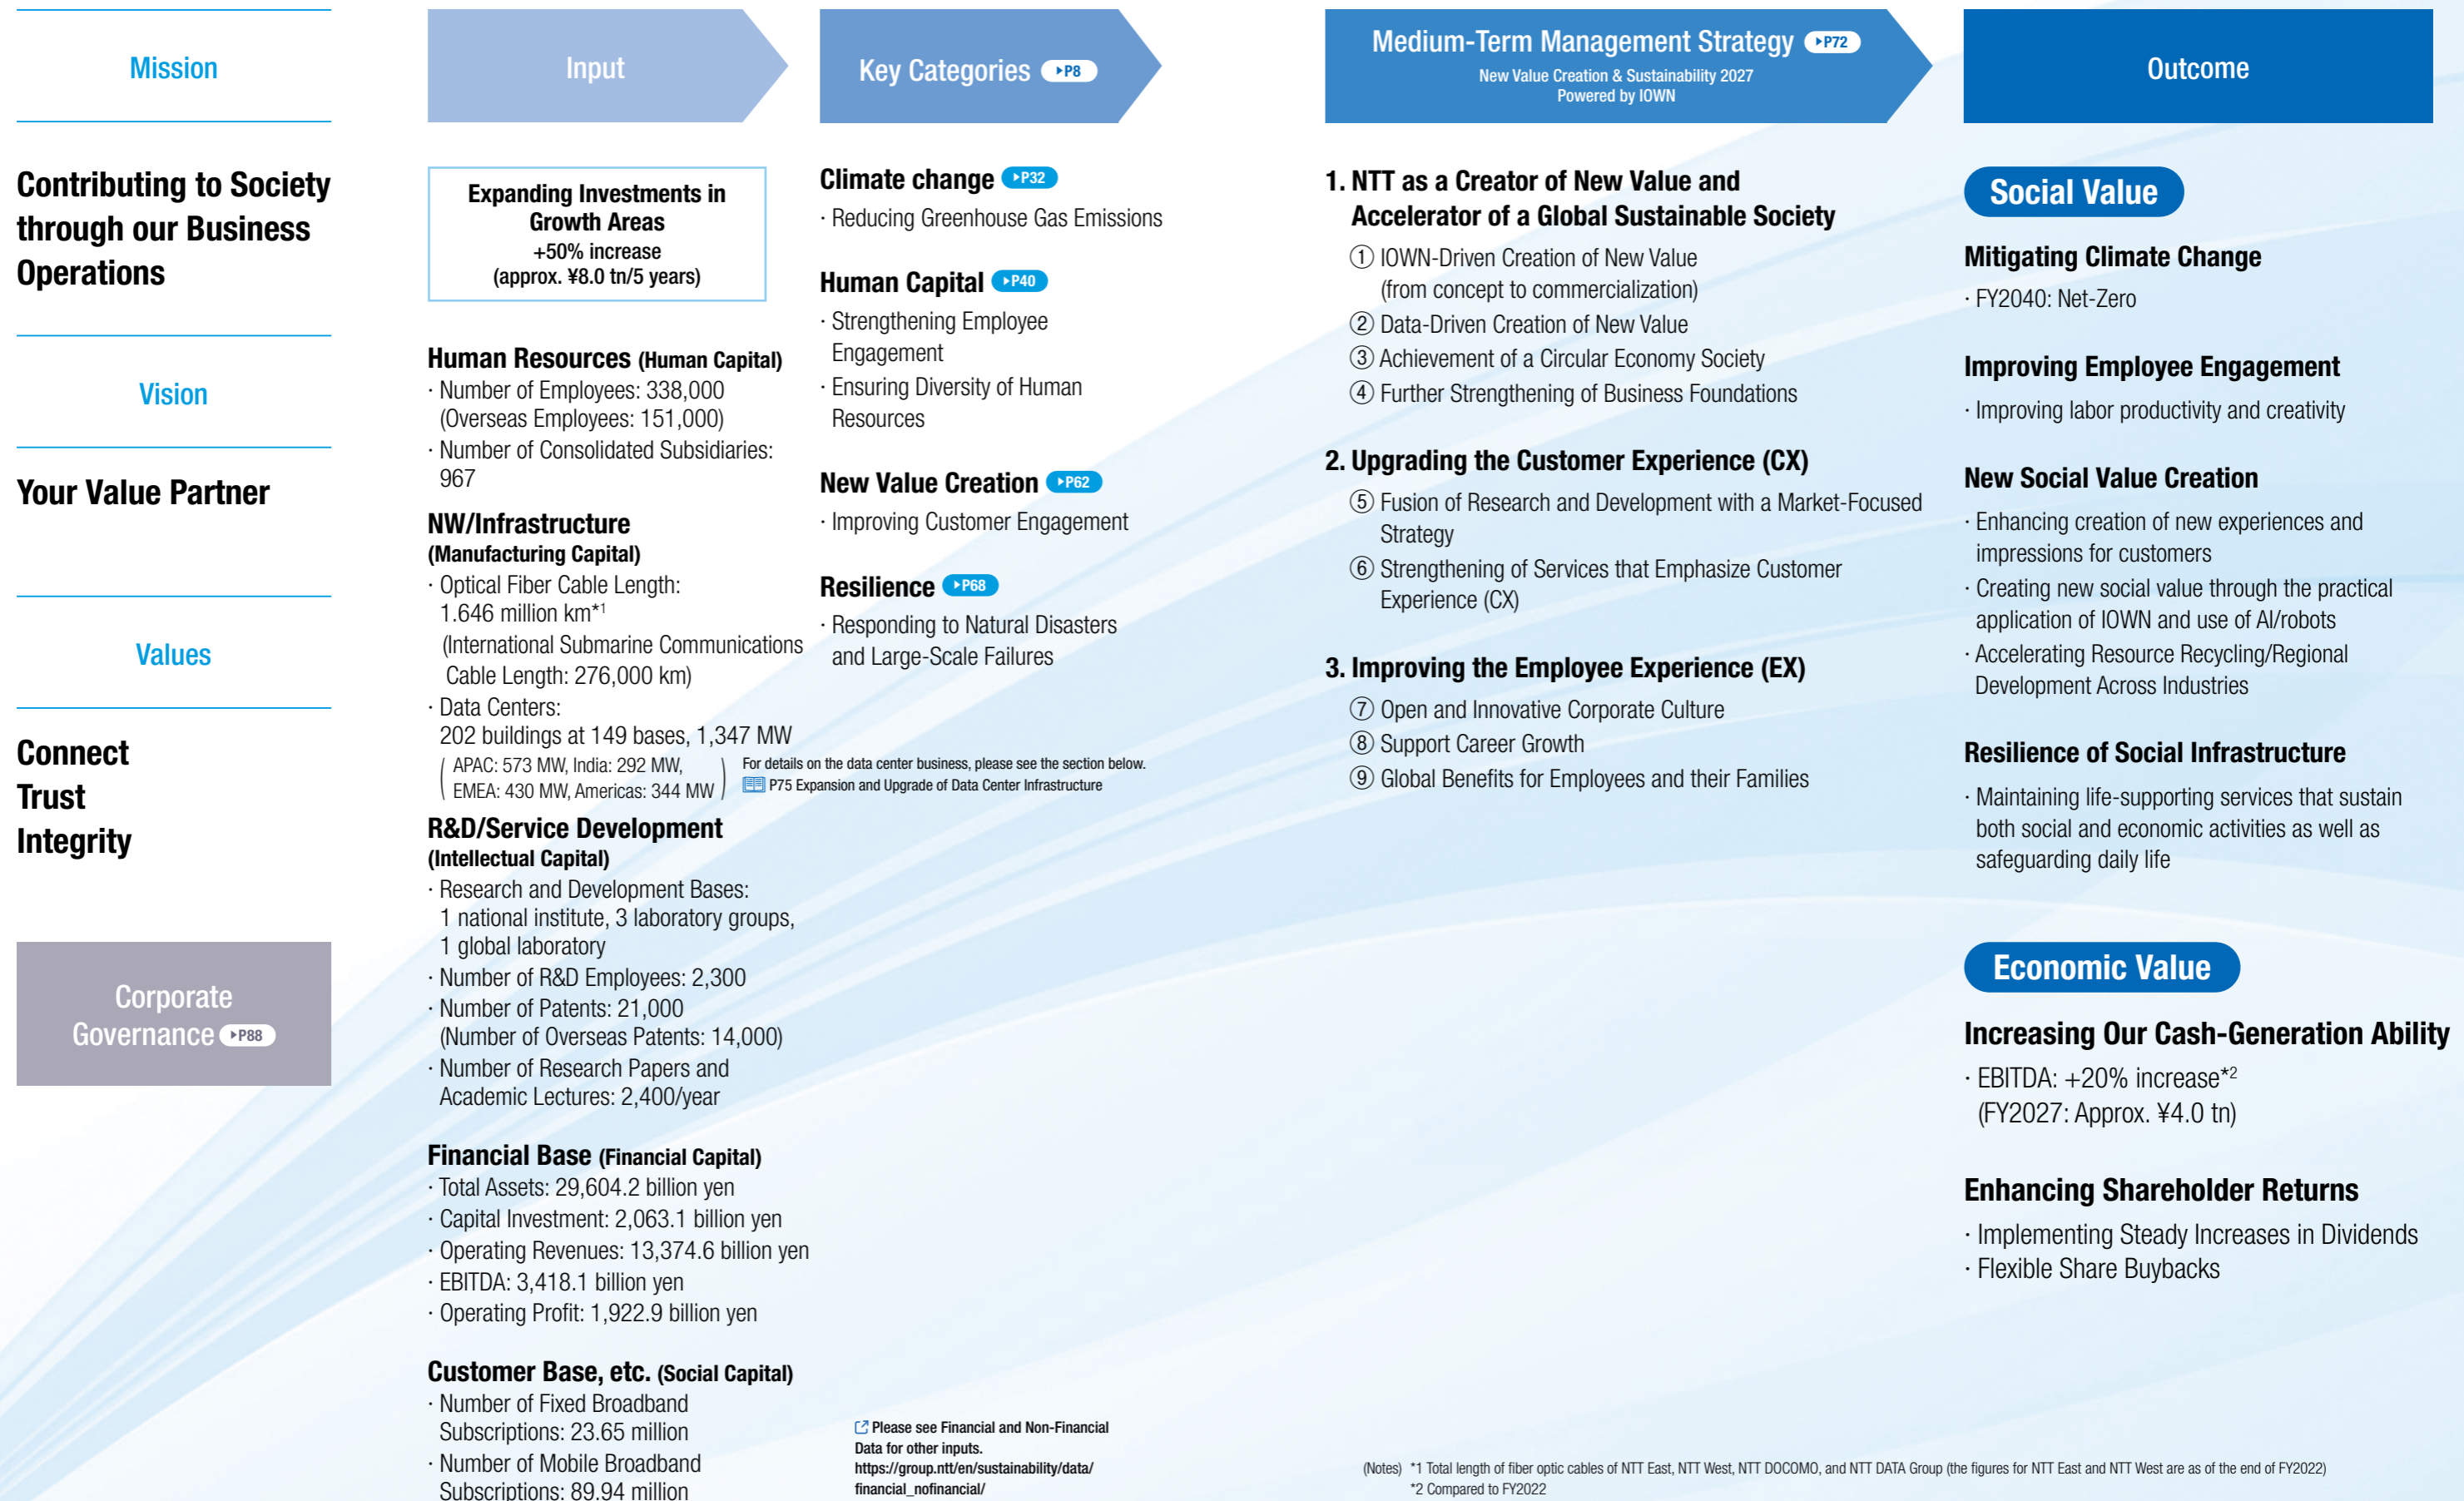 Mission
Contributing to Society
through our Business
Operations
Vision
Your Value Partner
Values
Connect
Trust
Integrity
Corporate
Governance ▸P88
Input
Expanding Investments in
Growth Areas
+50% increase
(approx. ¥8.0 tn/5 years)
Human Resources (Human Capital)
· Number of Employees: 338,000
(Overseas Employees: 151,000)
· Number of Consolidated Subsidiaries:
967
NW/Infrastructure
(Manufacturing Capital)
· Optical Fiber Cable Length:
1.646 million km*1
(International Submarine Communications
Cable Length: 276,000 km)
· Data Centers:
202 buildings at 149 bases, 1,347 MW
( APAC: 573 MW, India: 292 MW,
EMEA: 430 MW, Americas: 344 MW )
For details on the data center business, please see the section below.
P75 Expansion and Upgrade of Data Center Infrastructure
R&D/Service Development
(Intellectual Capital)
· Research and Development Bases:
1 national institute, 3 laboratory groups,
1 global laboratory
· Number of R&D Employees: 2,300
· Number of Patents: 21,000
(Number of Overseas Patents: 14,000)
· Number of Research Papers and
Academic Lectures: 2,400/year
Financial Base (Financial Capital)
· Total Assets: 29,604.2 billion yen
· Capital Investment: 2,063.1 billion yen
· Operating Revenues: 13,374.6 billion yen
· EBITDA: 3,418.1 billion yen
· Operating Profit: 1,922.9 billion yen
Customer Base, etc. (Social Capital)
· Number of Fixed Broadband
Subscriptions: 23.65 million
· Number of Mobile Broadband
Subscriptions: 89.94 million
Key Categories ▸P8
Climate change ▸P32
· Reducing Greenhouse Gas Emissions
Human Capital ▸P40
· Strengthening Employee
Engagement
· Ensuring Diversity of Human
Resources
New Value Creation ▸P62
· Improving Customer Engagement
Resilience ▸P68
· Responding to Natural Disasters
and Large-Scale Failures
Please see Financial and Non-Financial
Data for other inputs.
https://group.ntt/en/sustainability/data/
financial_nofinancial/
Medium-Term Management Strategy ▸P72
New Value Creation & Sustainability 2027
Powered by IOWN
1. NTT as a Creator of New Value and
Accelerator of a Global Sustainable Society
① IOWN-Driven Creation of New Value
(from concept to commercialization)
② Data-Driven Creation of New Value
③ Achievement of a Circular Economy Society
④ Further Strengthening of Business Foundations
2. Upgrading the Customer Experience (CX)
⑤ Fusion of Research and Development with a Market-Focused
Strategy
⑥ Strengthening of Services that Emphasize Customer
Experience (CX)
3. Improving the Employee Experience (EX)
⑦ Open and Innovative Corporate Culture
⑧ Support Career Growth
⑨ Global Benefits for Employees and their Families
Outcome
Social Value
Mitigating Climate Change
· FY2040: Net-Zero
Improving Employee Engagement
· Improving labor productivity and creativity
New Social Value Creation
· Enhancing creation of new experiences and
impressions for customers
· Creating new social value through the practical
application of IOWN and use of AI/robots
· Accelerating Resource Recycling/Regional
Development Across Industries
Resilience of Social Infrastructure
· Maintaining life-supporting services that sustain
both social and economic activities as well as
safeguarding daily life
Economic Value
Increasing Our Cash-Generation Ability
· EBITDA: +20% increase*2
(FY2027: Approx. ¥4.0 tn)
Enhancing Shareholder Returns
· Implementing Steady Increases in Dividends
· Flexible Share Buybacks
(Notes) *1 Total length of fiber optic cables of NTT East, NTT West, NTT DOCOMO, and NTT DATA Group (the figures for NTT East and NTT West are as of the end of FY2022)
*2 Compared to FY2022